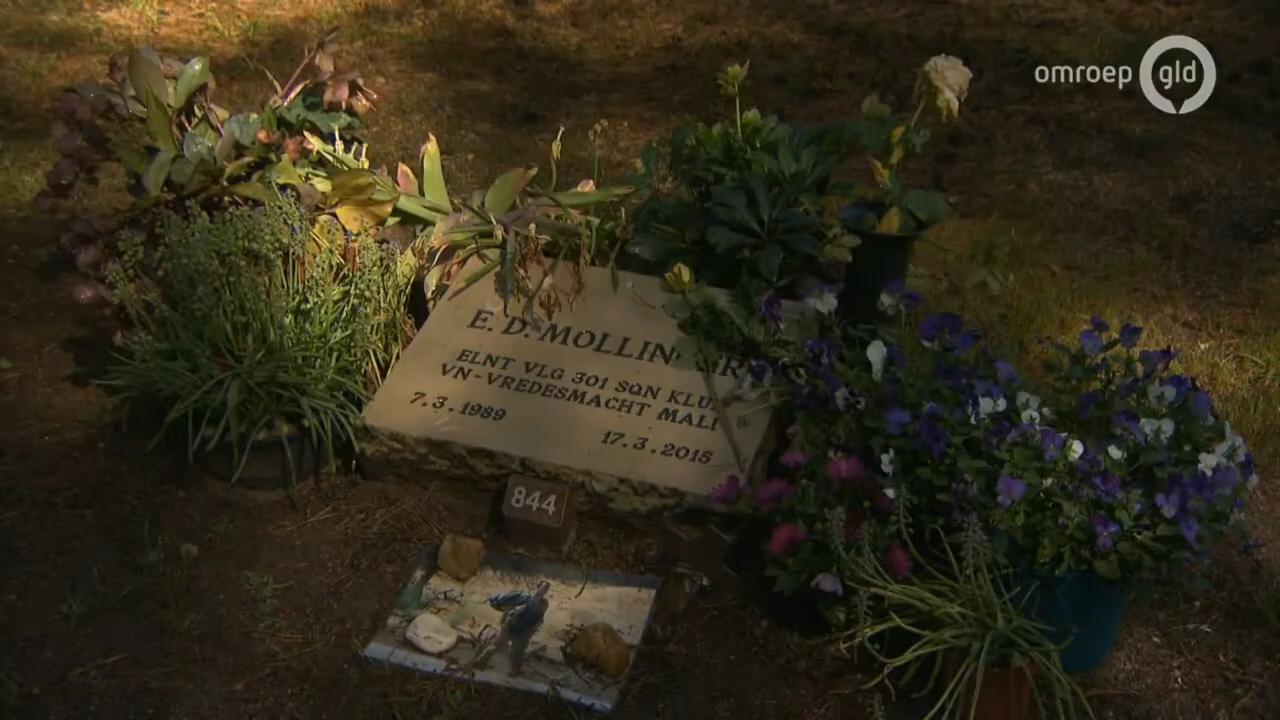 omroep gld
E. D. MOLLIN
ELNT VLG 301 SQN KLU
VN-VREDESMACHT MALI
7.3.1989
17.3.2015
844